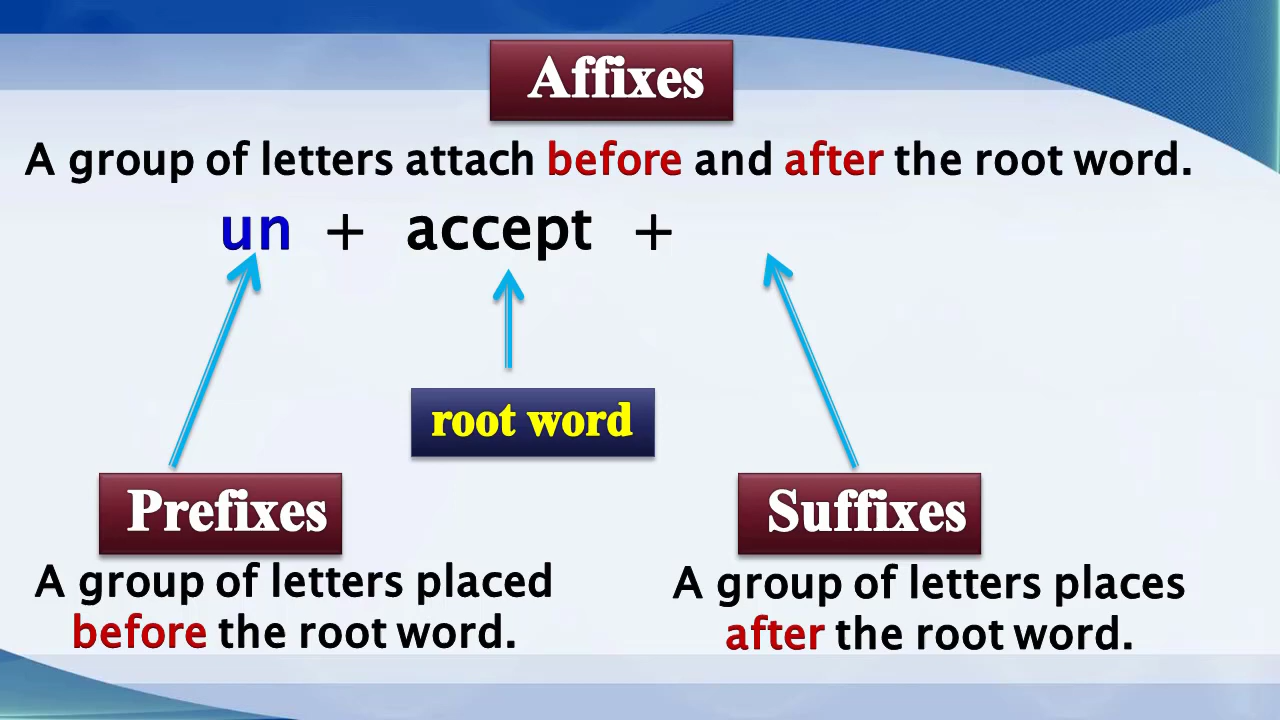 Affixes
A group of letters attach before and after the root word.
un + accept +
root word
Prefixes
A group of letters placed
before the root word.
Suffixes
A group of letters places
after the root word.